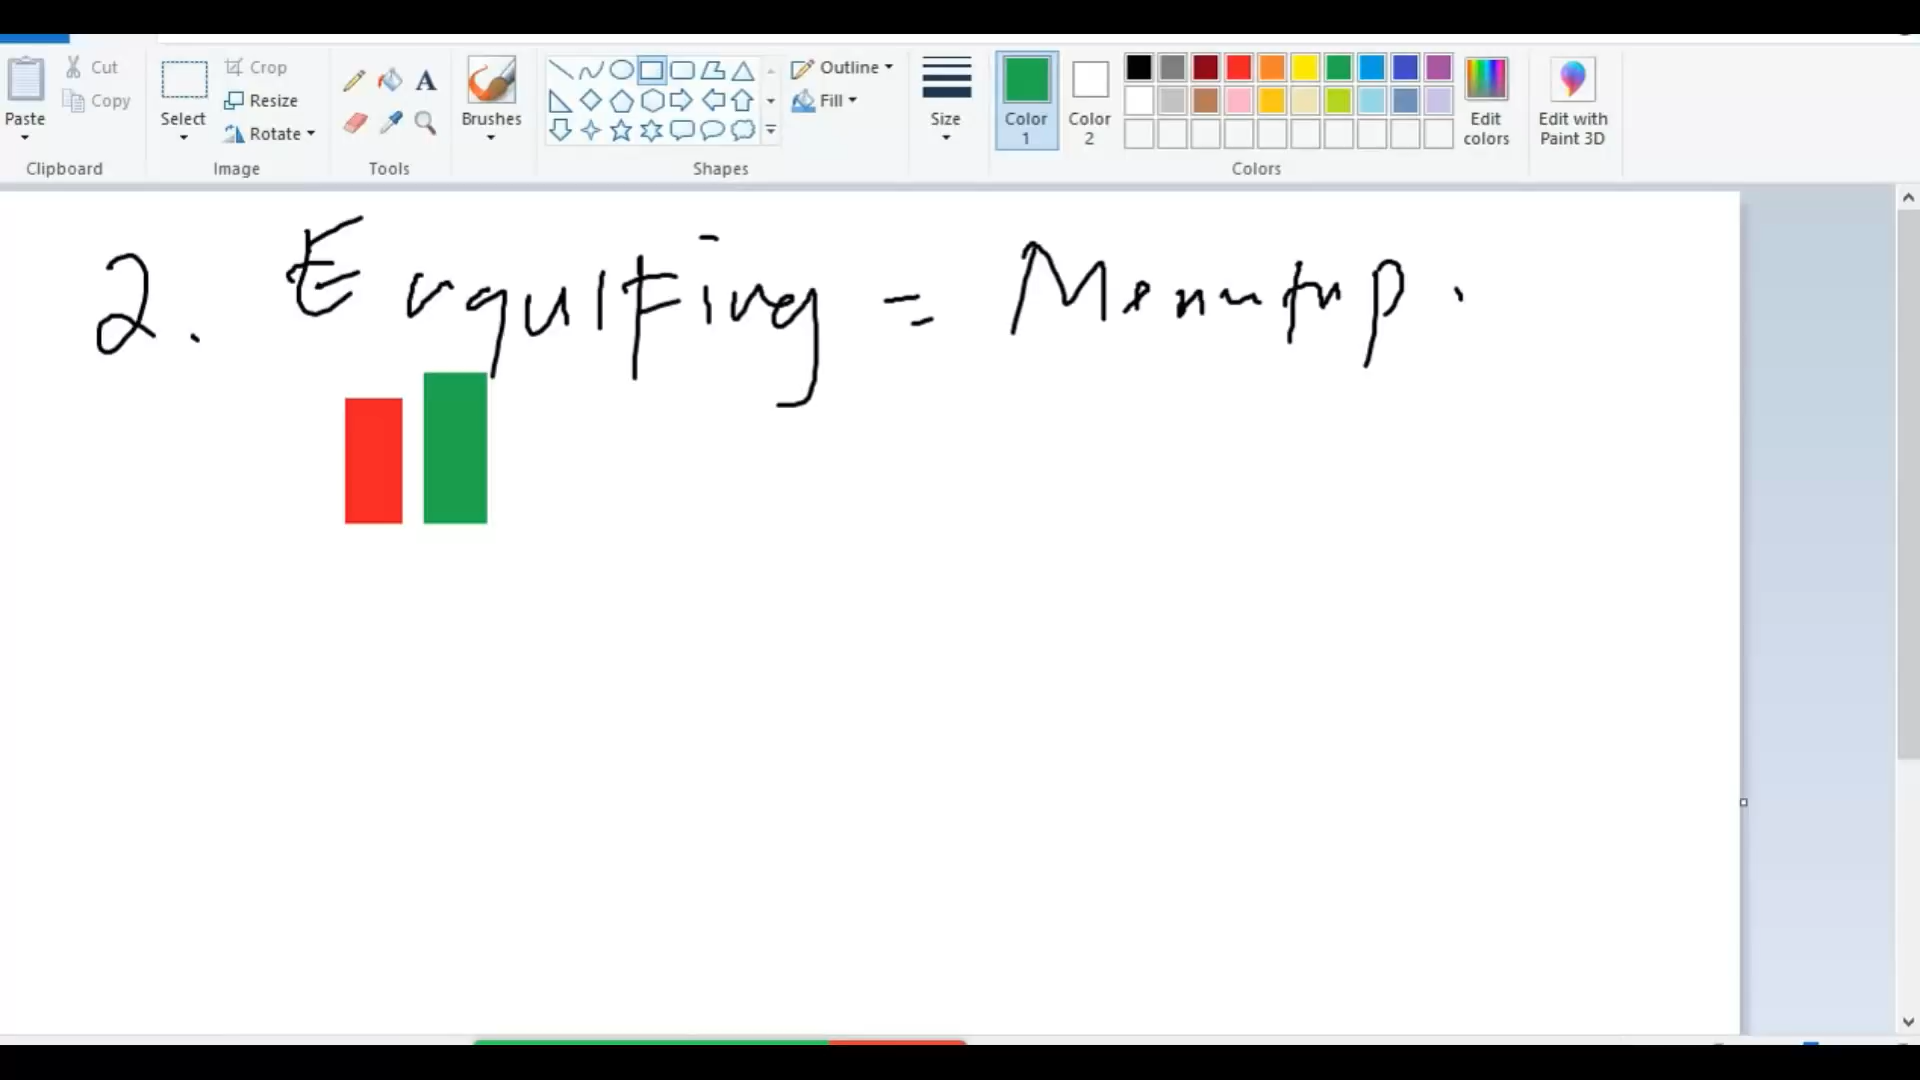 Cut
Copy
Paste
Clipboard
Crop
Resize
Rotate
Select
Image
Tools
Brushes
Outline
Fill
Shapes
Size
Color 1
Color 2
Edit colors
Colors
Edit with Paint 3D
2. Engulfing =